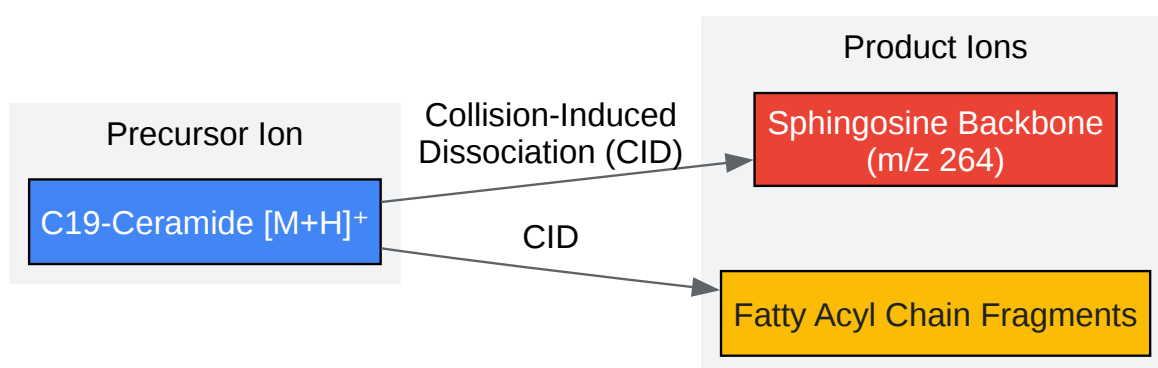 Precursor Ion
C19-Ceramide [M+H]⁺
Collision-Induced
Dissociation (CID)
CID
Product Ions
Sphingosine Backbone
(m/z 264)
Fatty Acyl Chain Fragments